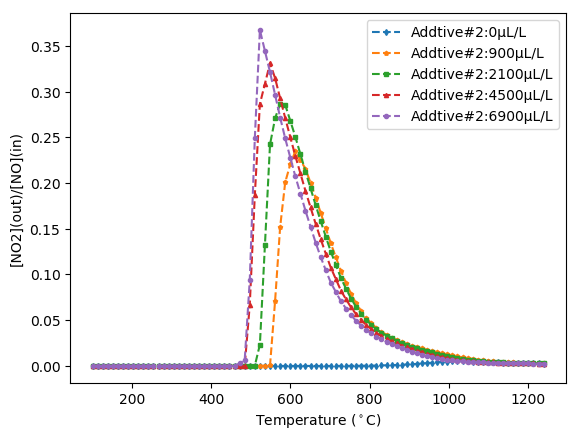 Addtive#2:0μL/L
Addtive#2:900μL/L
Addtive#2:2100μL/L
Addtive#2:4500μL/L
Addtive#2:6900μL/L
[NO2](out)/[NO](in)
0.35
0.30
0.25
0.20
0.15
0.10
0.05
0.00
200 400 600 800 1000 1200
Temperature (°C)